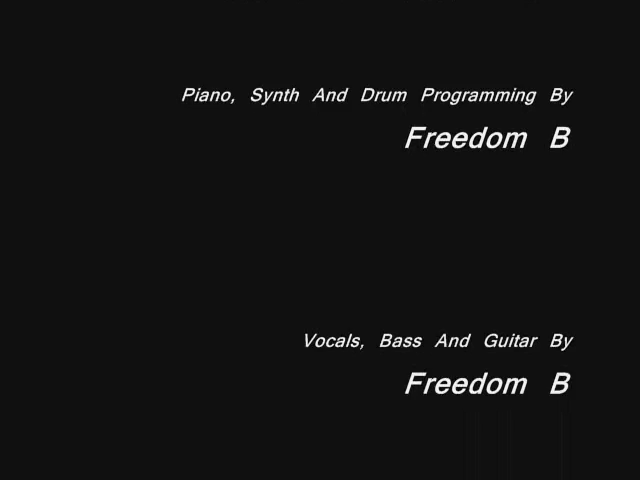 Piano, Synth And Drum Programming By
Freedom B
Vocals, Bass And Guitar By
Freedom B